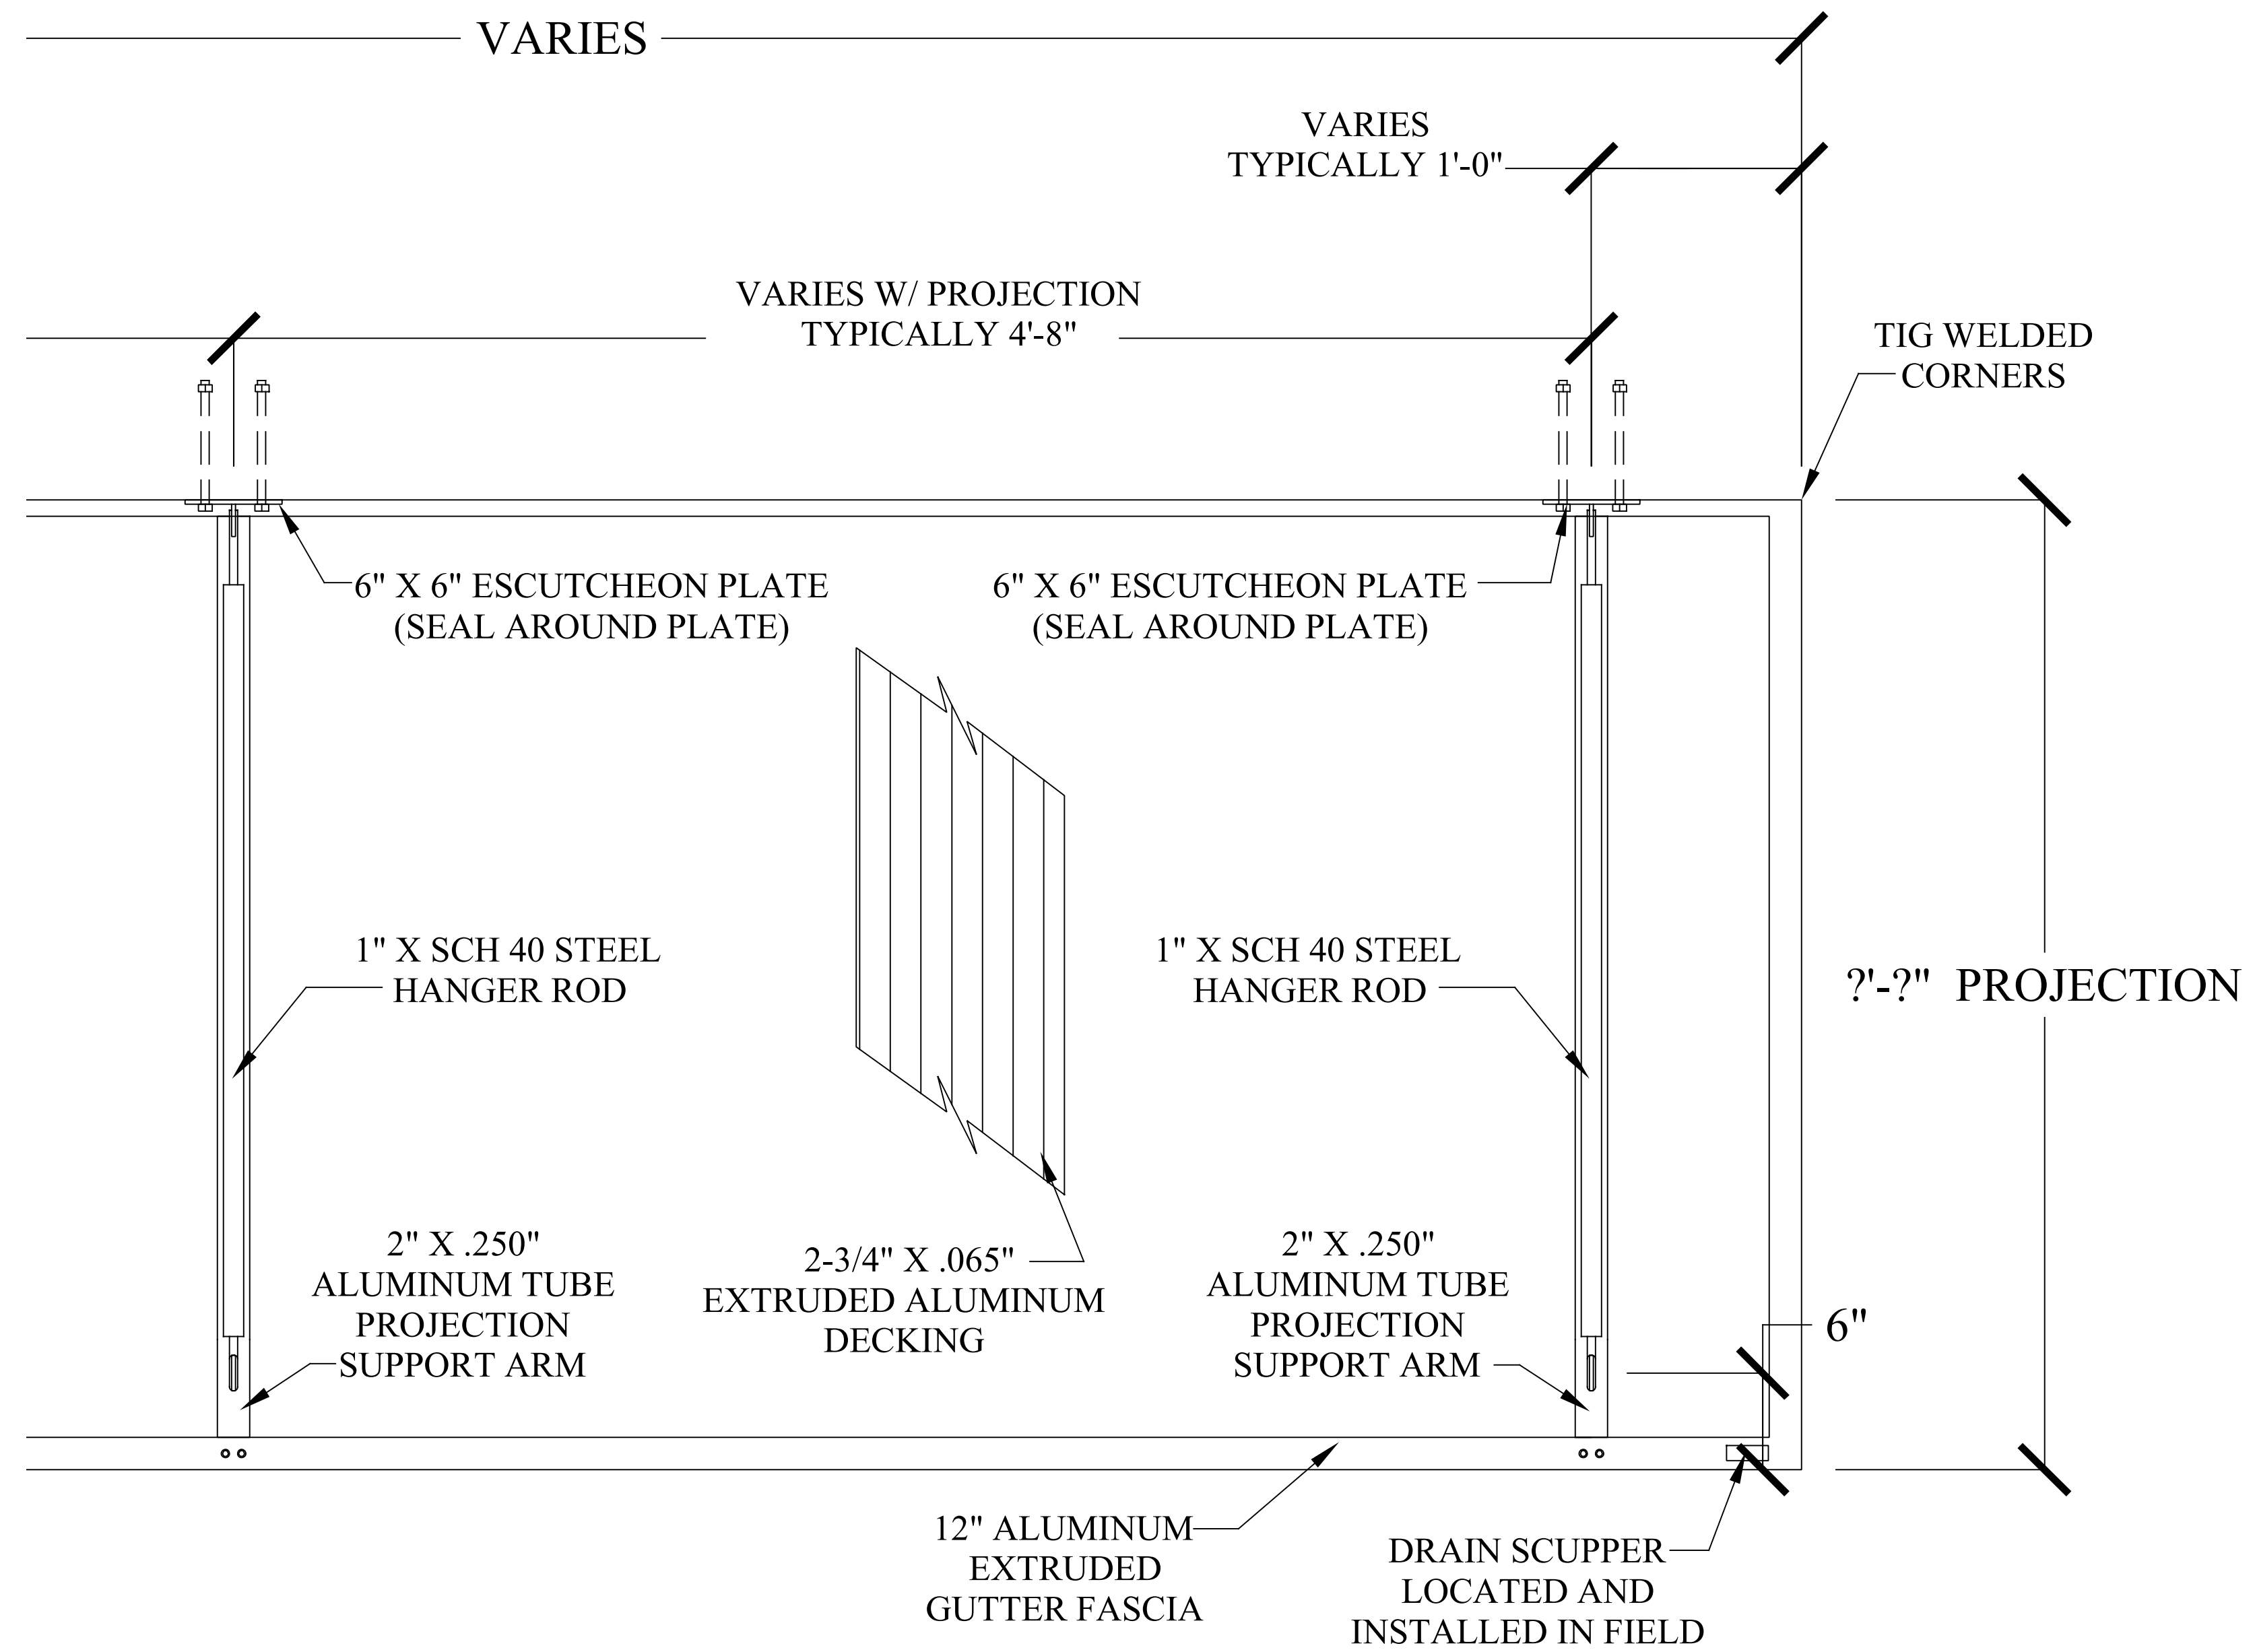 VARIES
VARIES
TYPICALLY 1'-0"
VARIES W/ PROJECTION
TYPICALLY 4'-8"
TIG WELDED
CORNERS
6" X 6" ESCUTCHEON PLATE
(SEAL AROUND PLATE)
6" X 6" ESCUTCHEON PLATE
(SEAL AROUND PLATE)
1" X SCH 40 STEEL
HANGER ROD
1" X SCH 40 STEEL
HANGER ROD
?'-?" PROJECTION
2" X .250"
ALUMINUM TUBE
PROJECTION
SUPPORT ARM
2-3/4" X .065"
EXTRUDED ALUMINUM
DECKING
2" X .250"
ALUMINUM TUBE
PROJECTION
SUPPORT ARM
6"
12" ALUMINUM
EXTRUDED
GUTTER FASCIA
DRAIN SCUPPER
LOCATED AND
INSTALLED IN FIELD